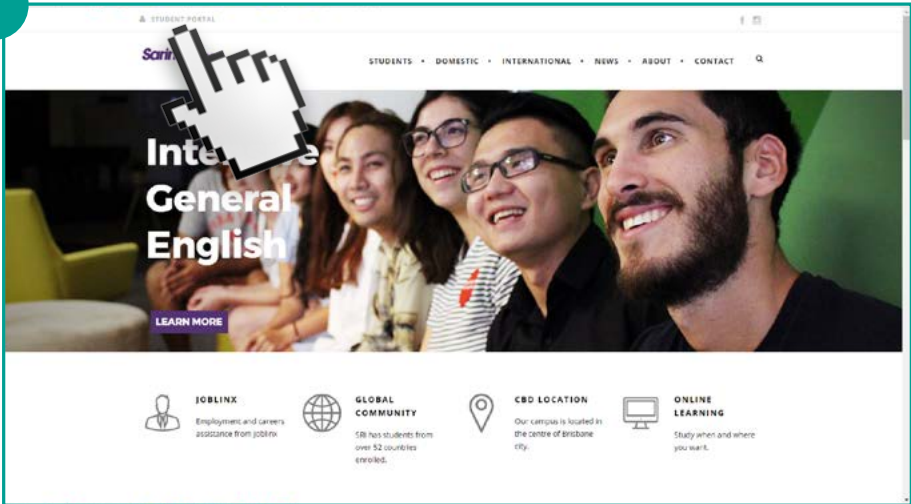 STUDENT PORTAL
STUDENTS • DOMESTIC • INTERNATIONAL • NEWS • ABOUT • CONTACT
General
English
LEARN MORE
JOBLINX
Employment and careers
assistance from joblinx
GLOBAL
COMMUNITY
SRI has students from
over 52 countries
enrolled.
CBD LOCATION
Our campus is located in
the centre of Brisbane
city.
ONLINE
LEARNING
Study when and where
you want.